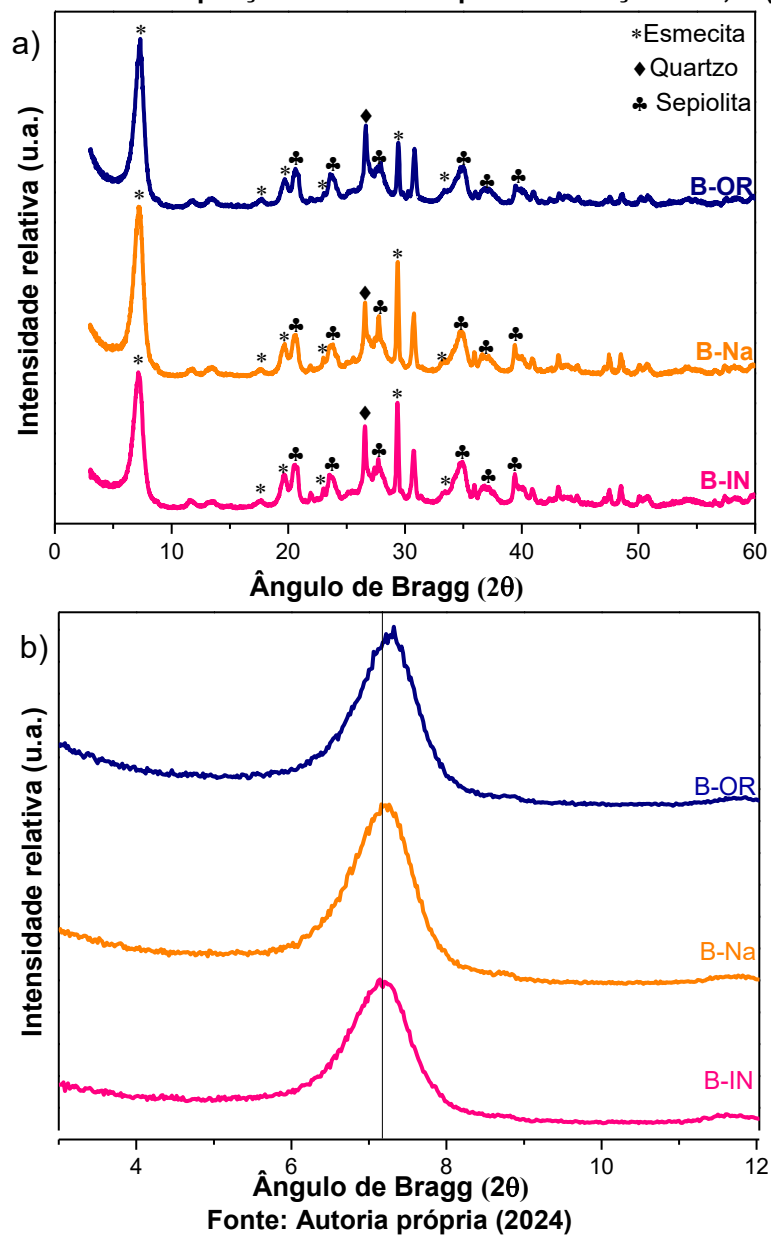 a)
*Esmecita
♦Quartzo
♣ Sepiolita
B-OR
B-Na
B-IN
Intensidade relativa (u.a.)
0 10 20 30 40 50 60
Ângulo de Bragg (2θ)
b)
B-OR
B-Na
B-IN
Intensidade relativa (u.a.)
4 6 8 10 12
Ângulo de Bragg (2θ)
Fonte: Autoria própria (2024)